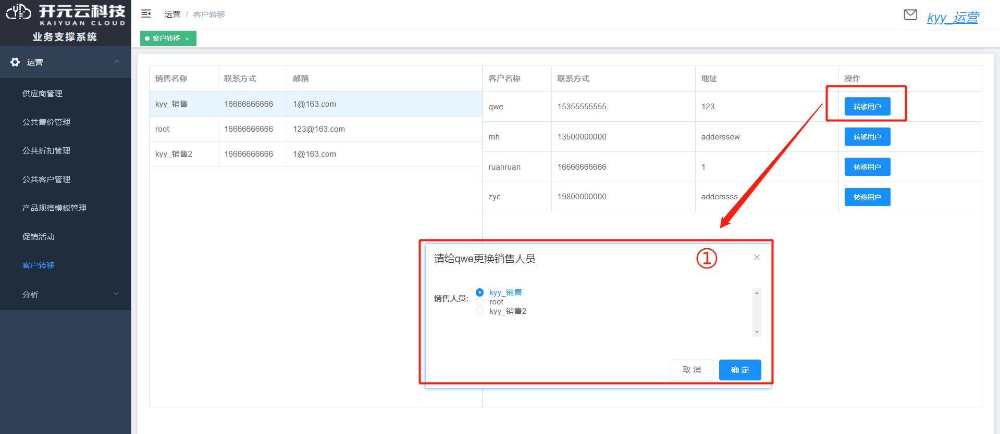 开元云科技
KAIYUAN CLOUD
业务支撑系统
运营 / 客户转移
kyy_运营
客户转移 ×
运营
供应商管理
公共售价管理
公共折扣管理
公共客户管理
产品规格模板管理
促销活动
客户转移
分析
销售名称 联系方式 邮箱
kyy_销售 16666666666 1@163.com
root 16666666666 123@163.com
kyy_销售2 16666666666 1@163.com
客户名称 联系方式 地址 操作
qwe 15355555555 123 转移用户
mh 13500000000 adderssew 转移用户
ruanruan 16666666666 1 转移用户
zyc 19800000000 adderssss 转移用户
请给qwe更换销售人员 ①
销售人员:
kyy_销售
root
kyy_销售2
取 消 确 定